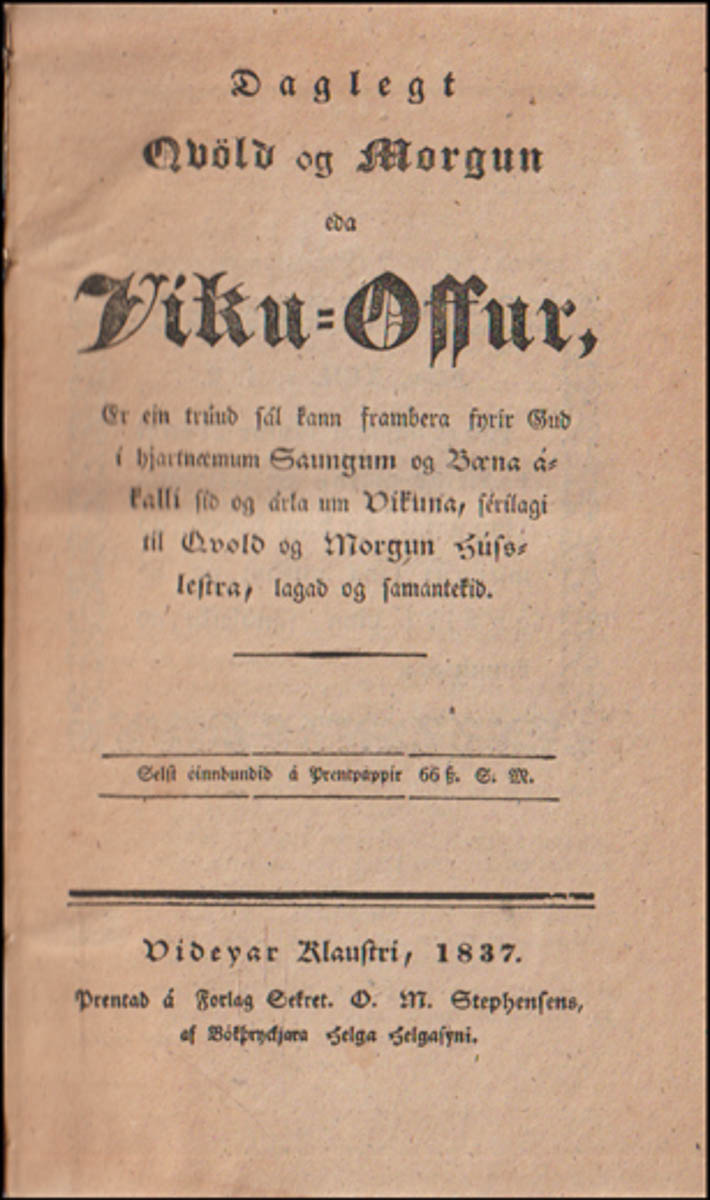 Daglegt
Qvöld og Morgun
eda
Viku=Offur,
Er ein trúud sál kann frambera fyrir Gud
í hjartnæmum Saungum og Bæna á=
kalli síd og árla um Vikuna, sérílagi
til Qvold og Morgun Húss=
lestra, lagad og samantekid.
Selst óinnbundid á Prentpappír 66 ß. S. M.
Videyar Klaustri, 1837.
Prentad á Forlag Sekret. O. M. Stephensens,
af Bókþryckjara Helga Helgasyni.